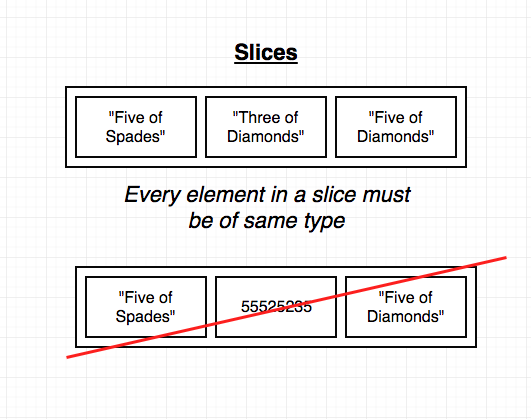 Slices
"Five of
Spades"
"Three of
Diamonds"
"Five of
Diamonds"
Every element in a slice must
be of same type
"Five of
Spades"
55525235
"Five of
Diamonds"